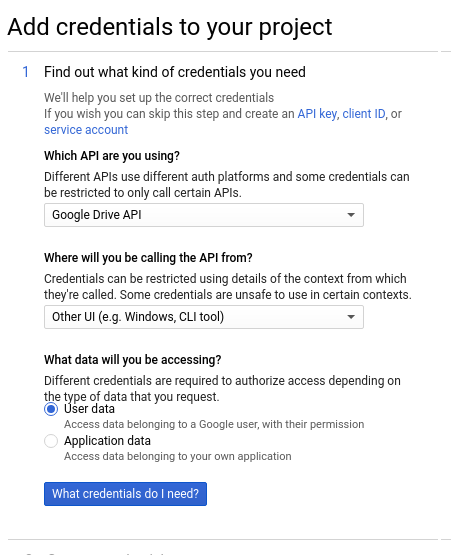 Add credentials to your project
1 Find out what kind of credentials you need
We'll help you set up the correct credentials
If you wish you can skip this step and create an API key, client ID, or
service account
Which API are you using?
Different APIs use different auth platforms and some credentials can
be restricted to only call certain APIs.
Google Drive API
Where will you be calling the API from?
Credentials can be restricted using details of the context from which
they're called. Some credentials are unsafe to use in certain contexts.
Other UI (e.g. Windows, CLI tool)
What data will you be accessing?
Different credentials are required to authorize access depending on
the type of data that you request.
User data
Access data belonging to a Google user, with their permission
Application data
Access data belonging to your own application
What credentials do I need?